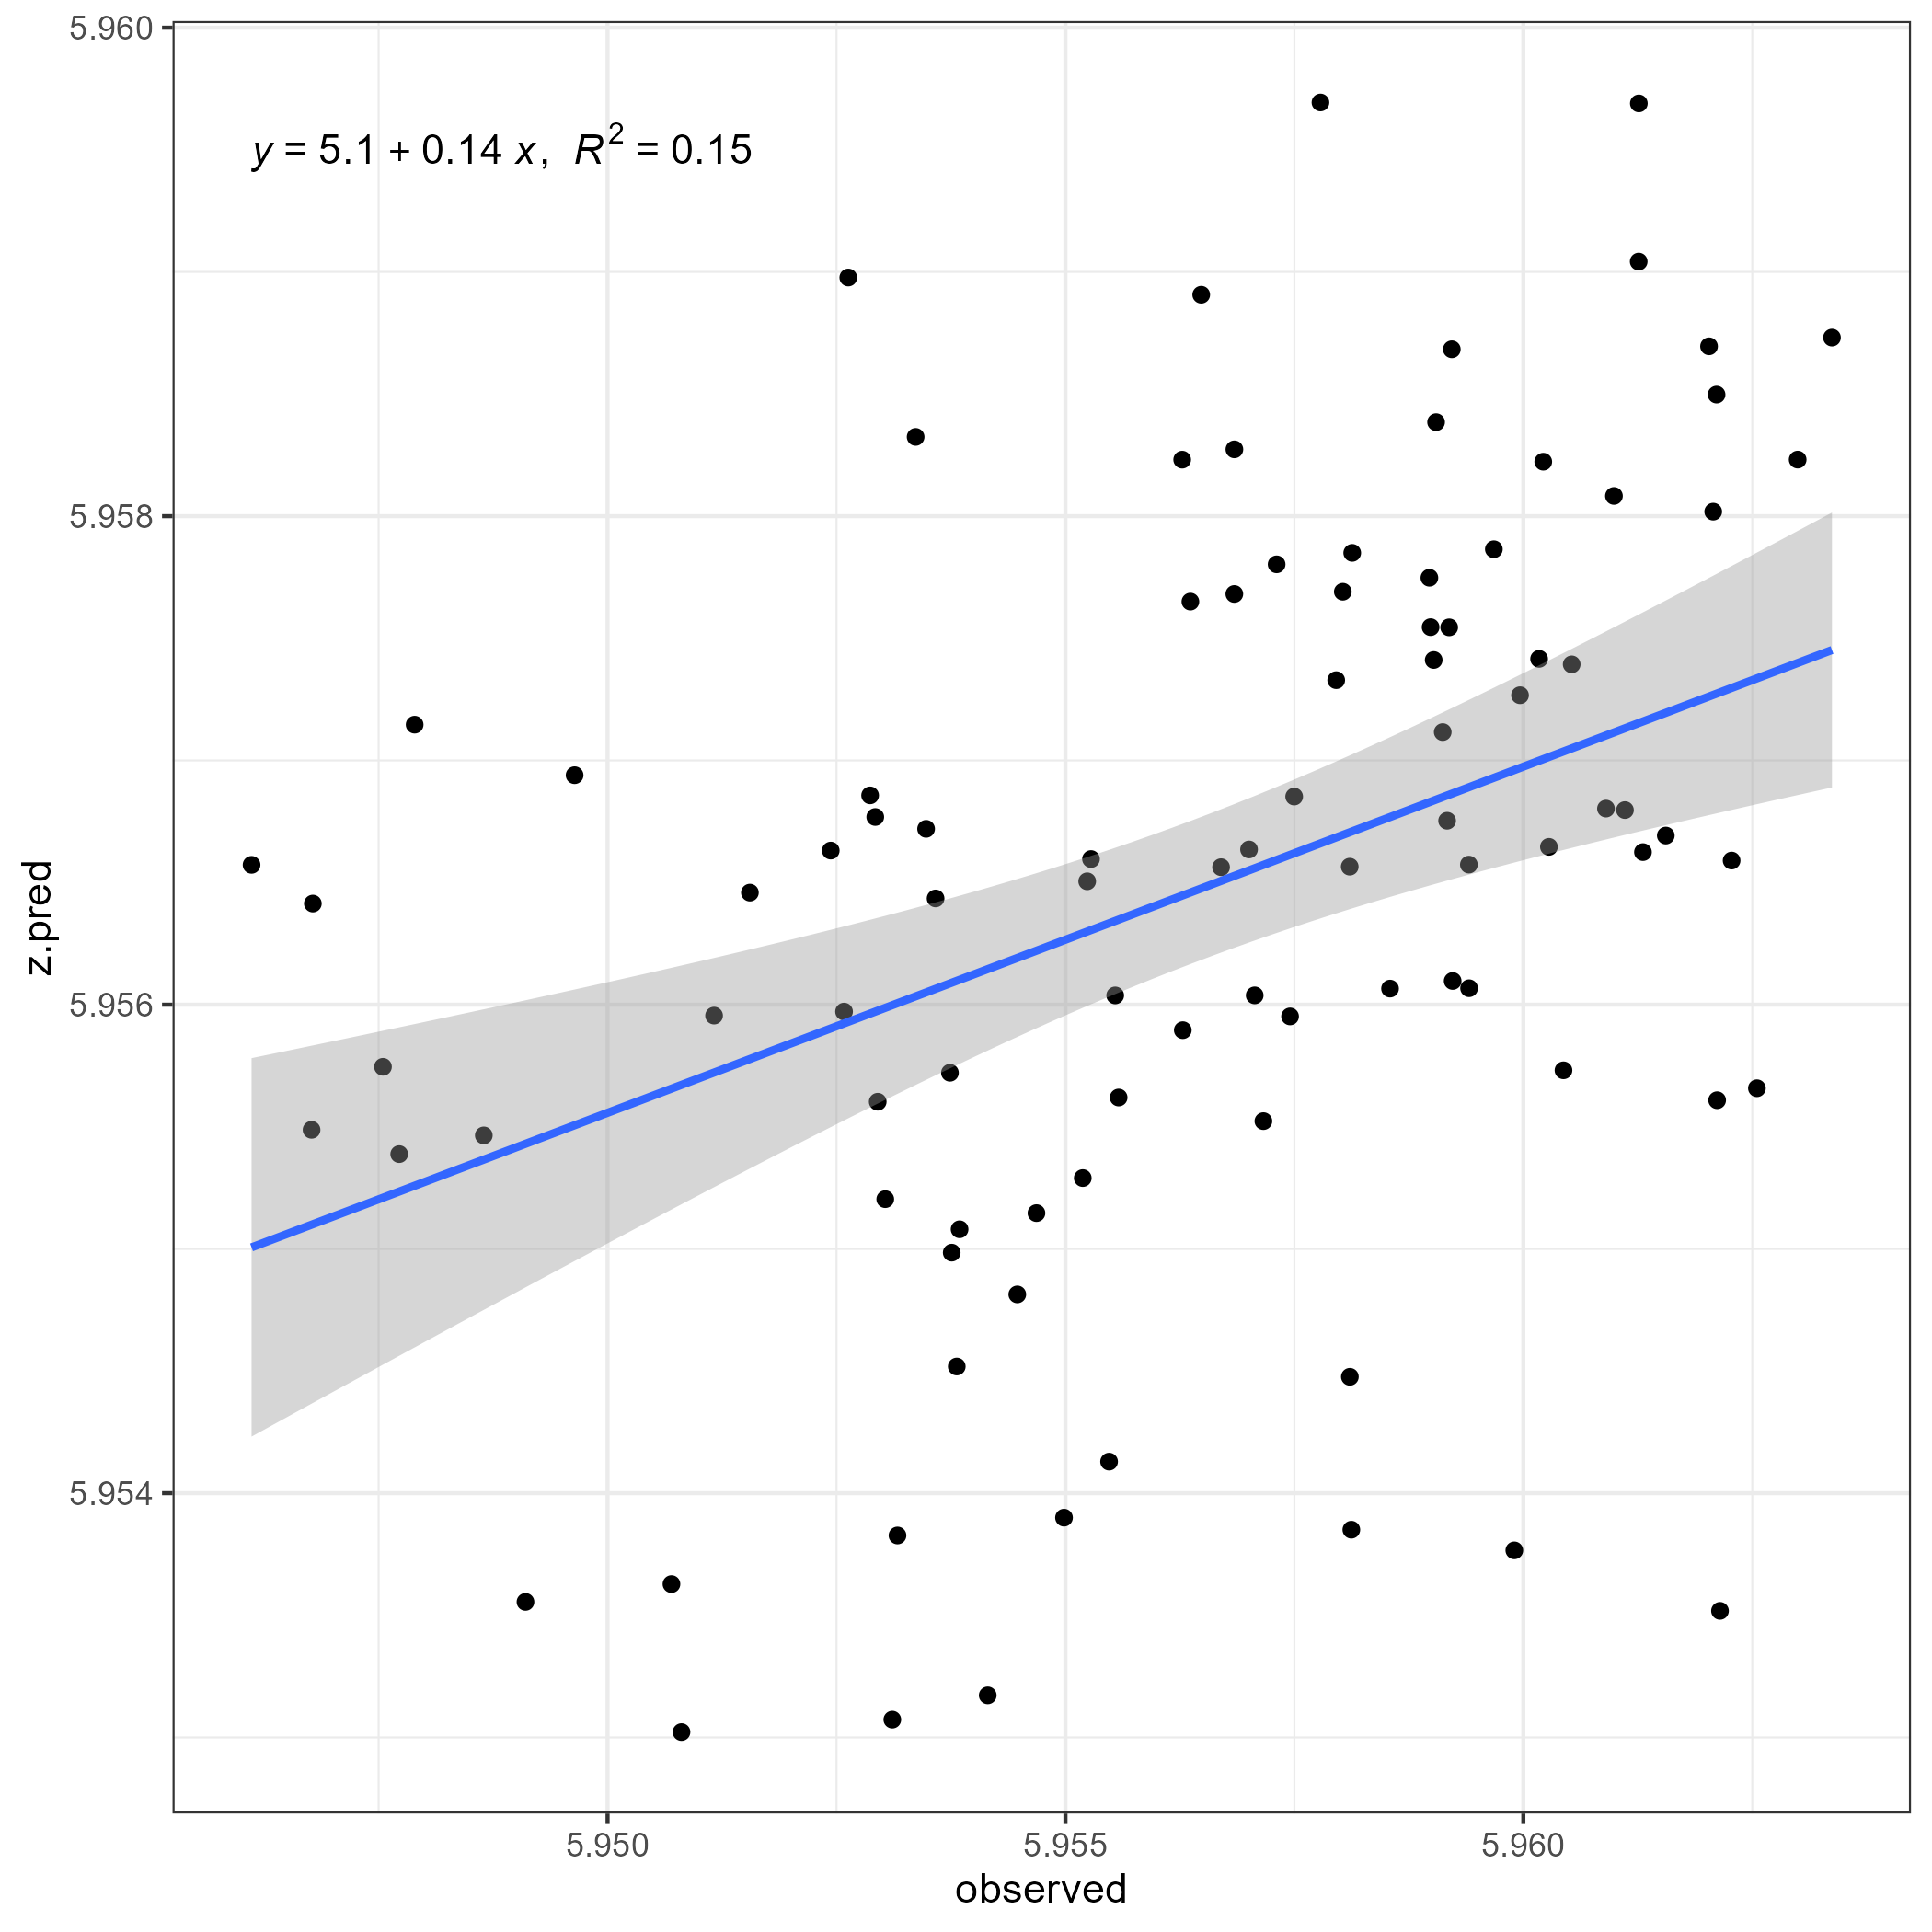 5.960
y = 5.1 + 0.14 x, R² = 0.15
5.958
z.pred
5.956
5.954
5.950 5.955 5.960
observed